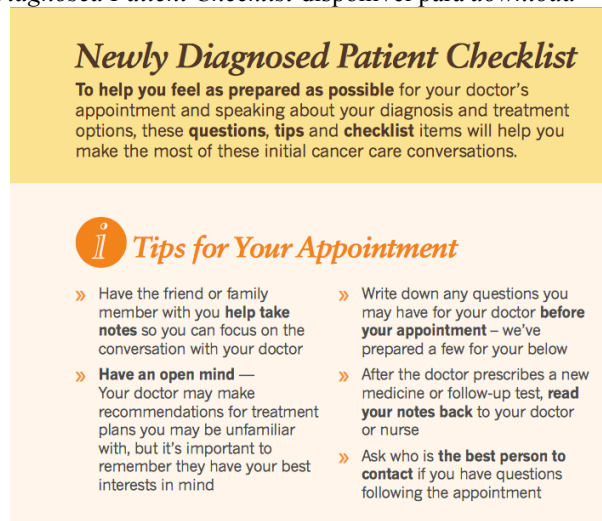 Diagnosed Patient Checklist disponível para download
Newly Diagnosed Patient Checklist
To help you feel as prepared as possible for your doctor's
appointment and speaking about your diagnosis and treatment
options, these questions, tips and checklist items will help you
make the most of these initial cancer care conversations.
i Tips for Your Appointment
» Have the friend or family
member with you help take
notes so you can focus on the
conversation with your doctor
» Have an open mind —
Your doctor may make
recommendations for treatment
plans you may be unfamiliar
with, but it's important to
remember they have your best
interests in mind
» Write down any questions you
may have for your doctor before
your appointment – we've
prepared a few for your below
» After the doctor prescribes a new
medicine or follow-up test, read
your notes back to your doctor
or nurse
» Ask who is the best person to
contact if you have questions
following the appointment